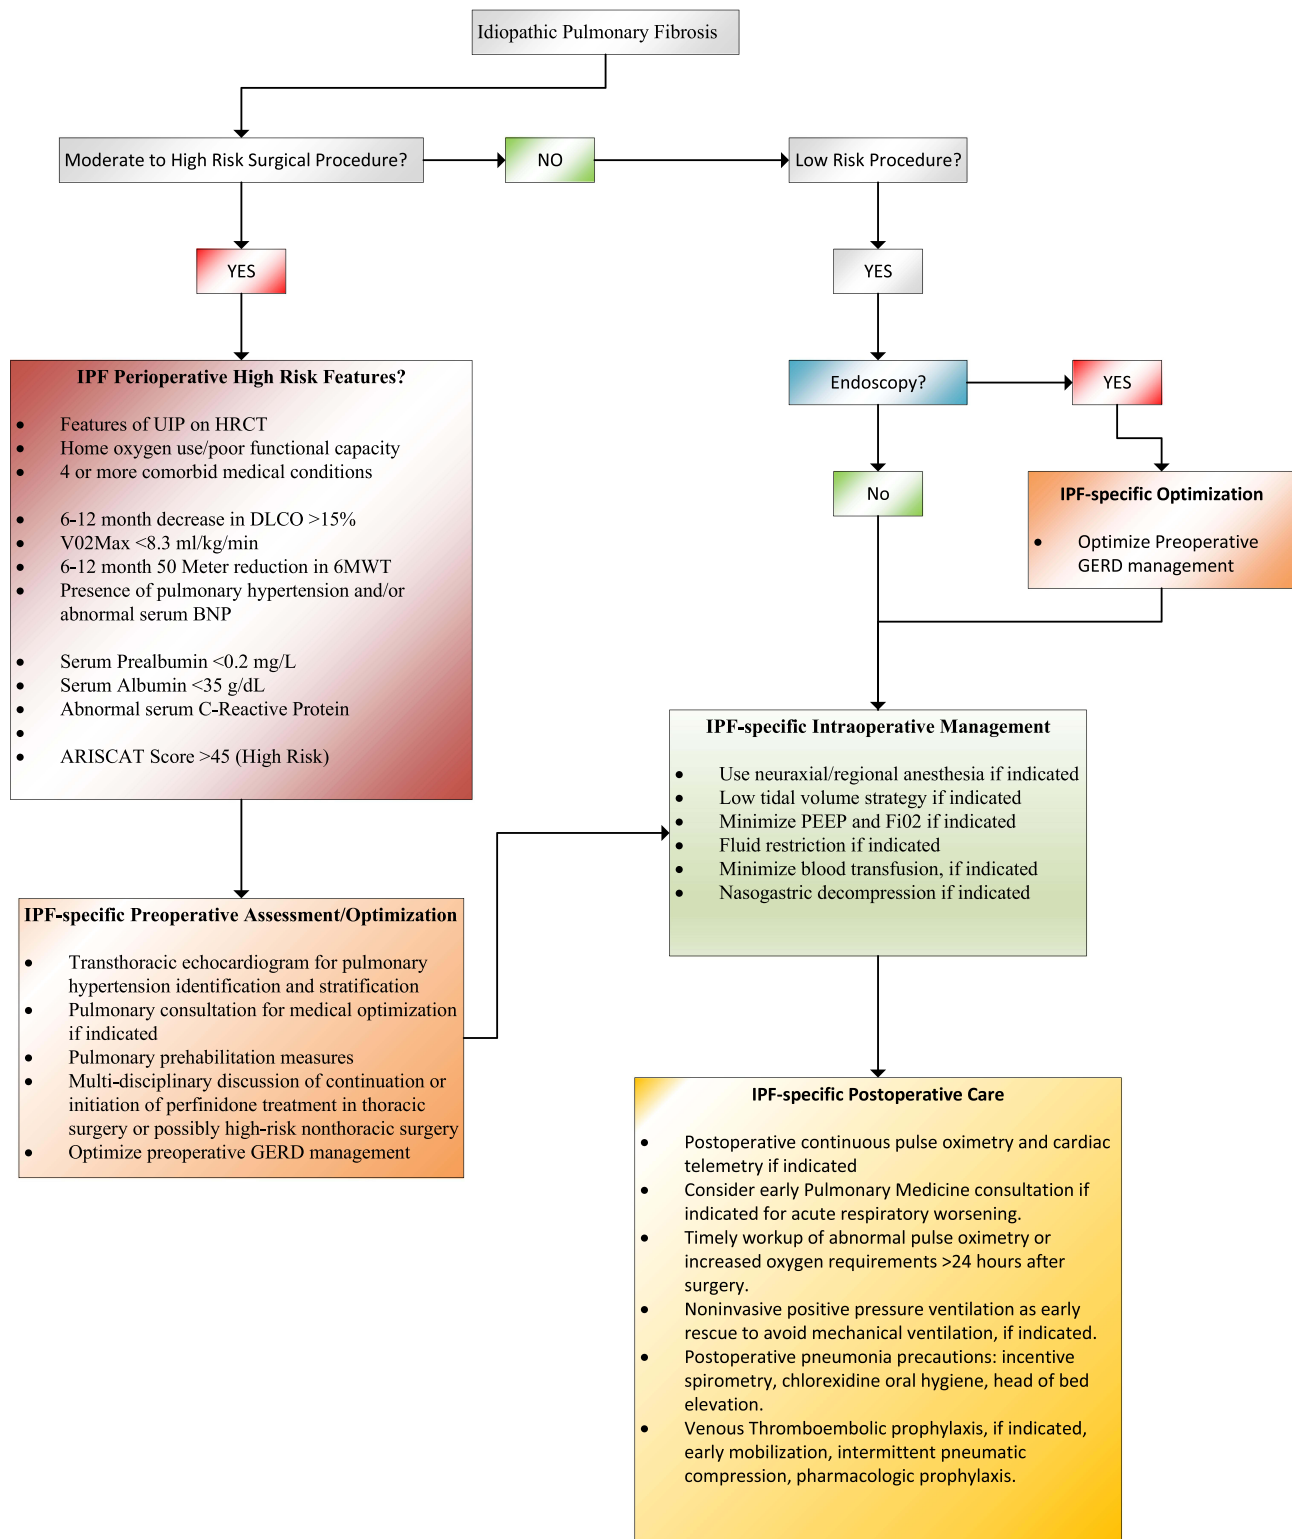 Idiopathic Pulmonary Fibrosis
Moderate to High Risk Surgical Procedure?
NO
Low Risk Procedure?
YES
YES
IPF Perioperative High Risk Features?
• Features of UIP on HRCT
• Home oxygen use/poor functional capacity
• 4 or more comorbid medical conditions
• 6-12 month decrease in DLCO >15%
• V02Max <8.3 ml/kg/min
• 6-12 month 50 Meter reduction in 6MWT
• Presence of pulmonary hypertension and/or
abnormal serum BNP
• Serum Prealbumin <0.2 mg/L
• Serum Albumin <35 g/dL
• Abnormal serum C-Reactive Protein
•
• ARISCAT Score >45 (High Risk)
Endoscopy?
YES
No
IPF-specific Optimization
• Optimize Preoperative
GERD management
IPF-specific Preoperative Assessment/Optimization
• Transthoracic echocardiogram for pulmonary
hypertension identification and stratification
• Pulmonary consultation for medical optimization
if indicated
• Pulmonary prehabilitation measures
• Multi-disciplinary discussion of continuation or
initiation of perfinidone treatment in thoracic
surgery or possibly high-risk nonthoracic surgery
• Optimize preoperative GERD management
IPF-specific Intraoperative Management
• Use neuraxial/regional anesthesia if indicated
• Low tidal volume strategy if indicated
• Minimize PEEP and Fi02 if indicated
• Fluid restriction if indicated
• Minimize blood transfusion, if indicated
• Nasogastric decompression if indicated
IPF-specific Postoperative Care
• Postoperative continuous pulse oximetry and cardiac
telemetry if indicated
• Consider early Pulmonary Medicine consultation if
indicated for acute respiratory worsening.
• Timely workup of abnormal pulse oximetry or
increased oxygen requirements >24 hours after
surgery.
• Noninvasive positive pressure ventilation as early
rescue to avoid mechanical ventilation, if indicated.
• Postoperative pneumonia precautions: incentive
spirometry, chlorexidine oral hygiene, head of bed
elevation.
• Venous Thromboembolic prophylaxis, if indicated,
early mobilization, intermittent pneumatic
compression, pharmacologic prophylaxis.